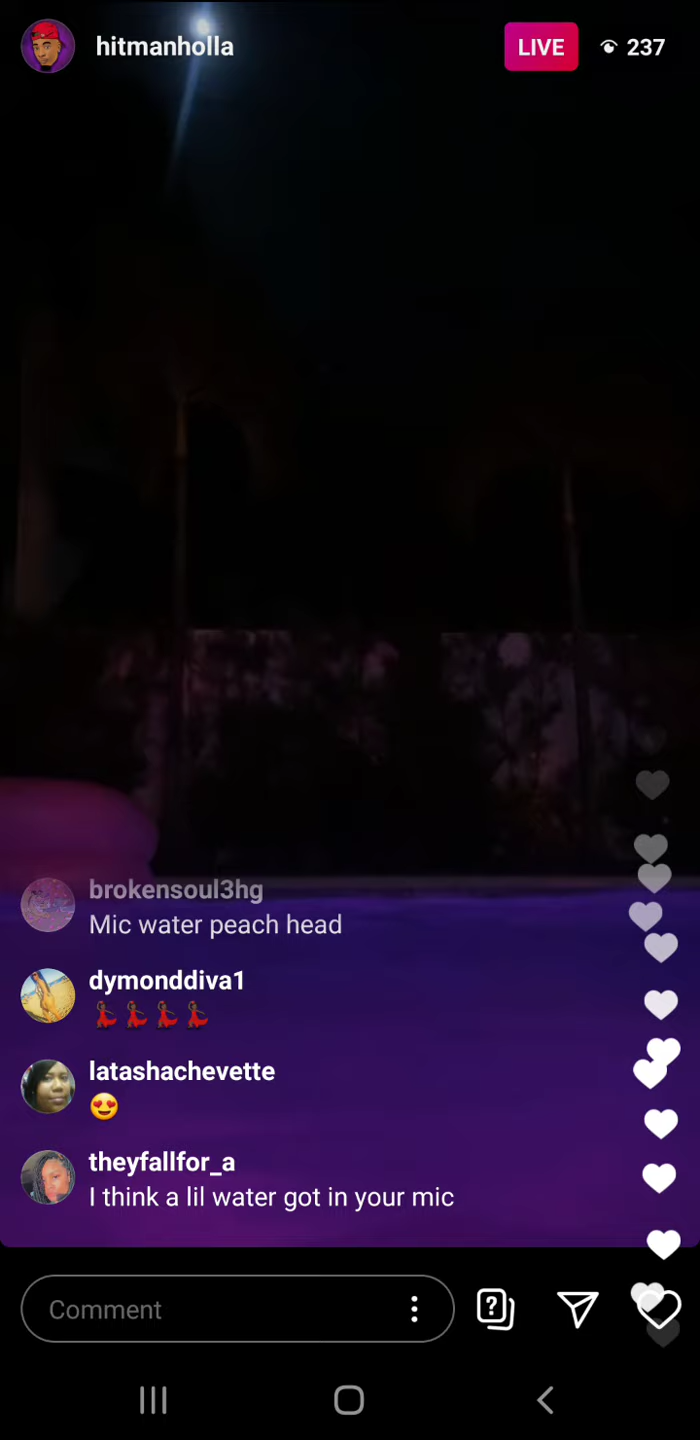 hitmanholla
LIVE 237
brokensoul3hg
Mic water peach head
dymonddiva1
💃🏿💃🏿💃🏿💃🏿
latashachevette
😍
theyfallfor_a
I think a lil water got in your mic
Comment